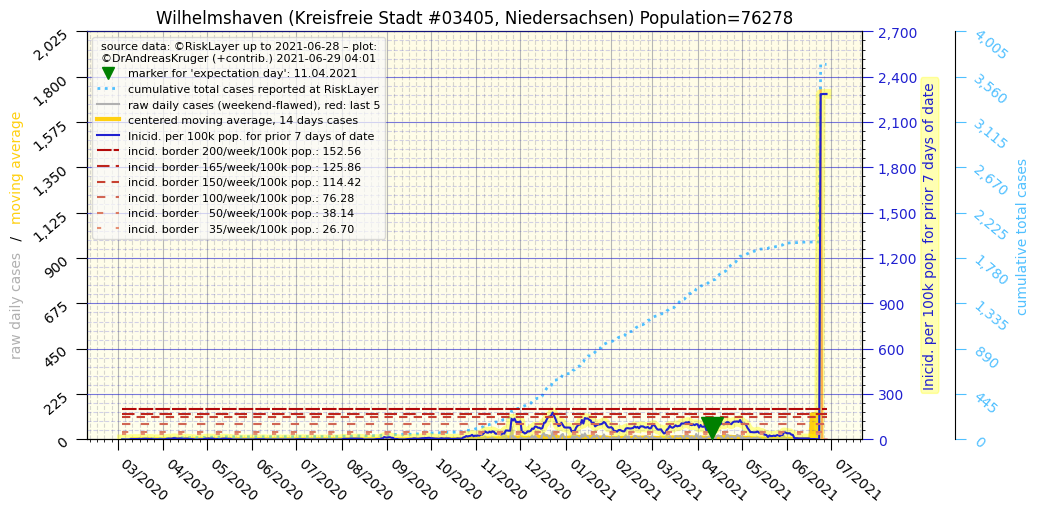 Wilhelmshaven (Kreisfreie Stadt #03405, Niedersachsen) Population=76278
source data: ©RiskLayer up to 2021-06-28 – plot:
©DrAndreasKruger (+contrib.) 2021-06-29 04:01
marker for 'expectation day': 11.04.2021
cumulative total cases reported at RiskLayer
raw daily cases (weekend-flawed), red: last 5
centered moving average, 14 days cases
Inicid. per 100k pop. for prior 7 days of date
incid. border 200/week/100k pop.: 152.56
incid. border 165/week/100k pop.: 125.86
incid. border 150/week/100k pop.: 114.42
incid. border 100/week/100k pop.: 76.28
incid. border   50/week/100k pop.: 38.14
incid. border   35/week/100k pop.: 26.70
raw daily cases / moving average
2,025
1,800
1,575
1,350
1,125
900
675
450
225
0
2,700
2,400
2,100
1,800
1,500
1,200
900
600
300
0
Inicid. per 100k pop. for prior 7 days of date
4,005
3,560
3,115
2,670
2,225
1,780
1,335
890
445
0
cumulative total cases
03/2020
04/2020
05/2020
06/2020
07/2020
08/2020
09/2020
10/2020
11/2020
12/2020
01/2021
02/2021
03/2021
04/2021
05/2021
06/2021
07/2021